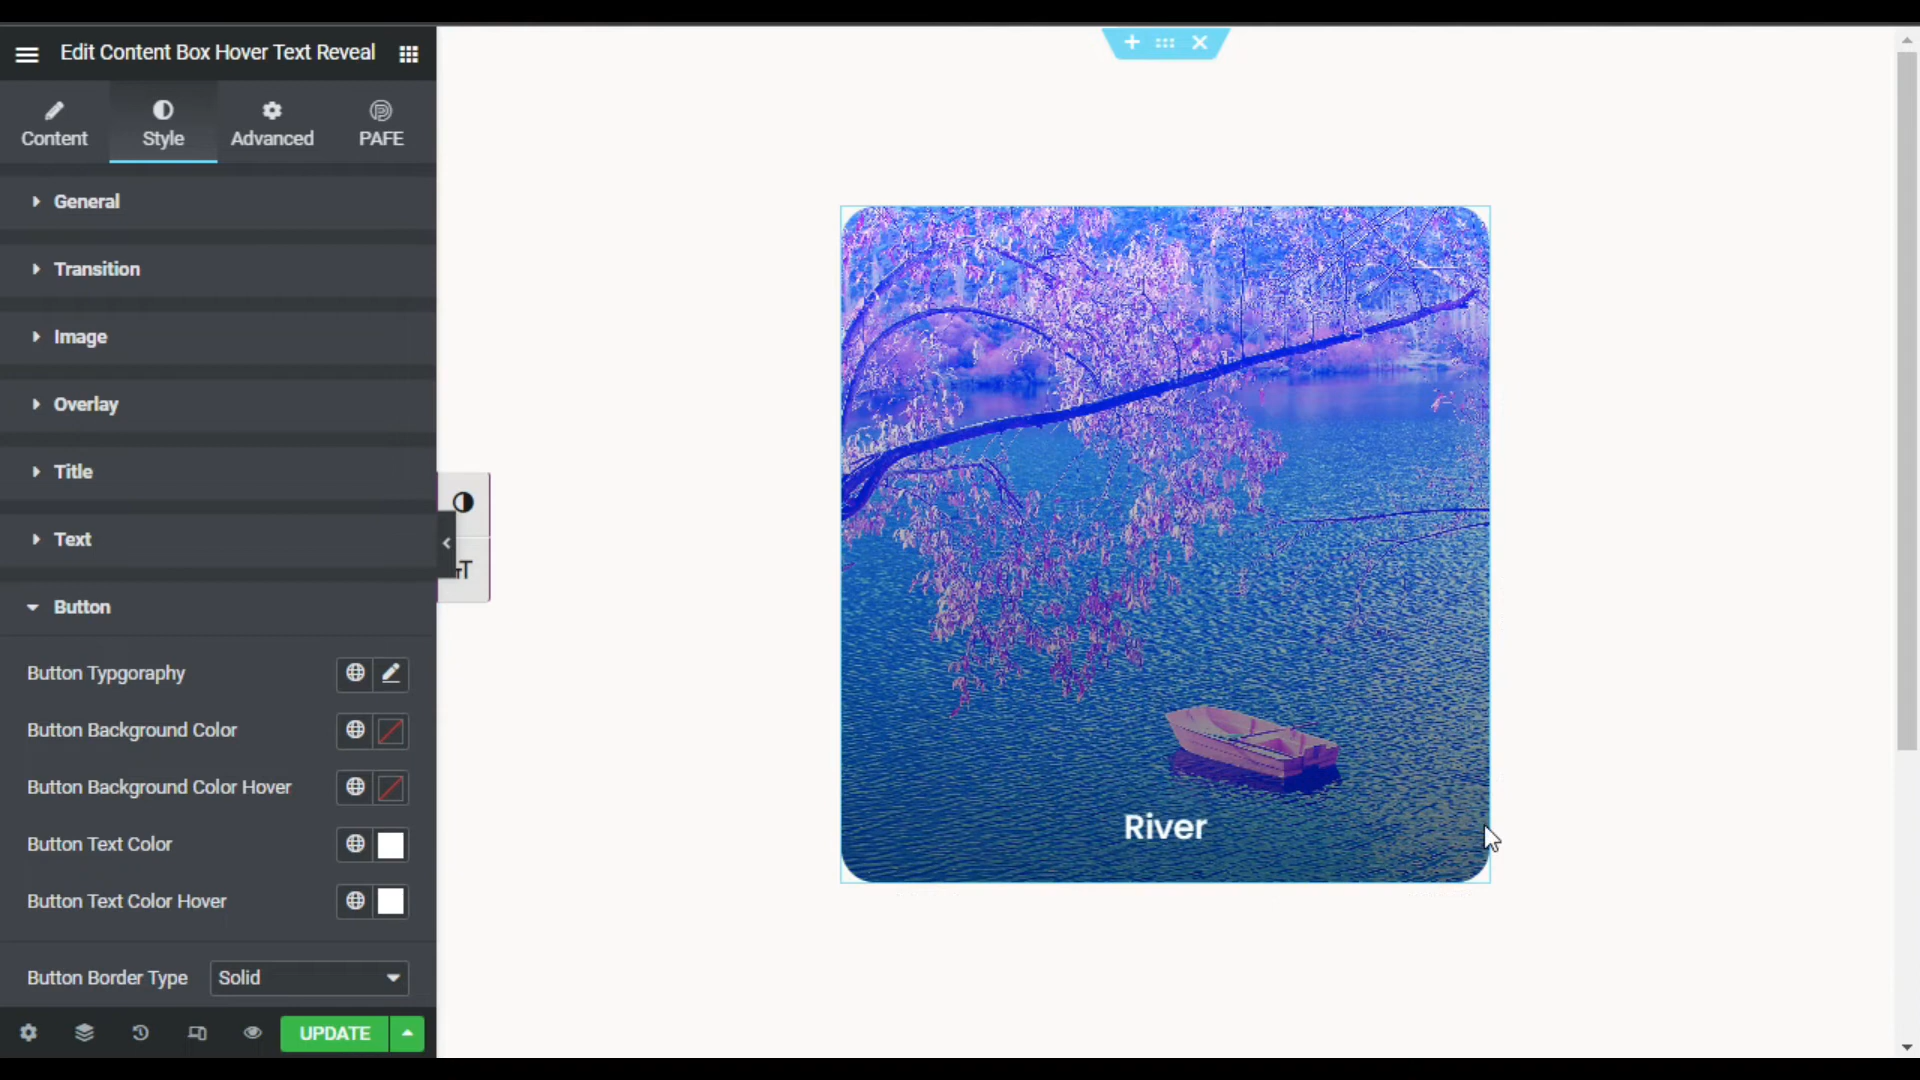 Edit Content Box Hover Text Reveal
Content
Style
Advanced
PAFE
General
Transition
Image
Overlay
Title
Text
Button
Button Typgoraphy
Button Background Color
Button Background Color Hover
Button Text Color
Button Text Color Hover
Button Border Type
Solid
UPDATE
River